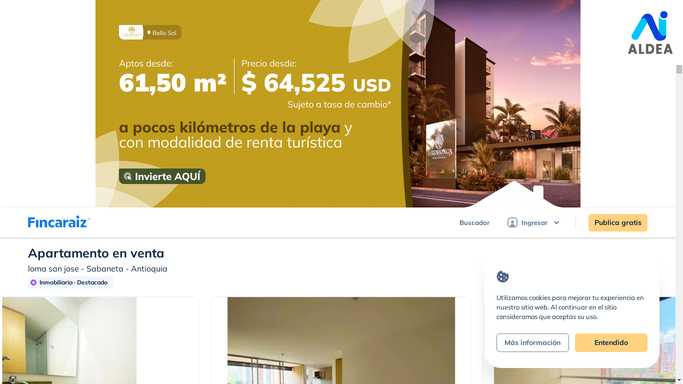 Bello Sol
Aptos desde:
61,50 m²
Precio desde:
$ 64,525 USD
Sujeto a tasa de cambio*
a pocos kilómetros de la playa y
con modalidad de renta turística
Invierte AQUÍ
ALDEA
Fincaraiz
Buscador
Ingresar
Publica gratis
Apartamento en venta
loma san jose - Sabaneta - Antioquia
Inmobiliaria - Destacado
Utilizamos cookies para mejorar tu experiencia en
nuestro sitio web. Al continuar en el sitio
consideramos que aceptas su uso.
Más información
Entendido